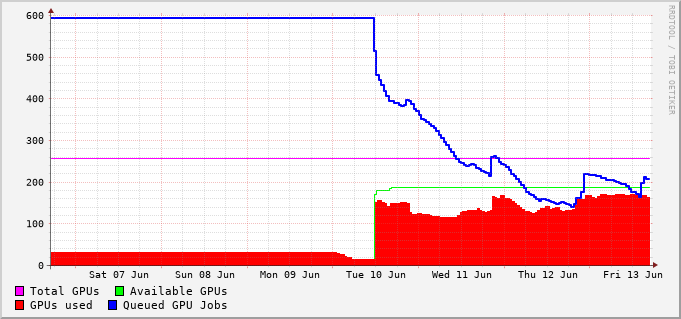 600
500
400
300
200
100
0
Sat 07 Jun Sun 08 Jun Mon 09 Jun Tue 10 Jun Wed 11 Jun Thu 12 Jun Fri 13 Jun
Total GPUs Available GPUs
GPUs used Queued GPU Jobs
RRDTOOL / TOBI OETIKER